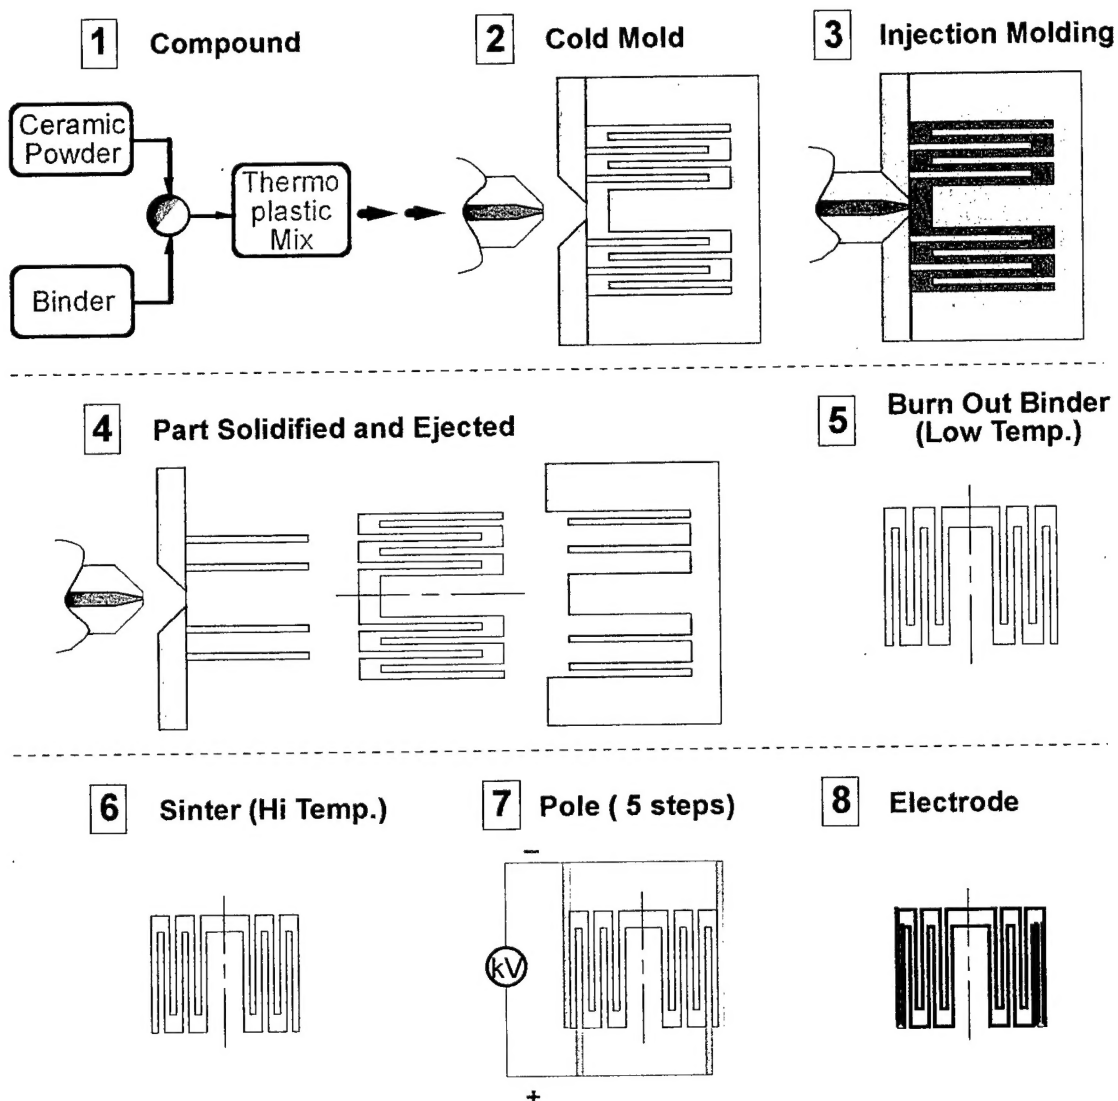 1 Compound
Ceramic
Powder
Binder
Thermo
plastic
Mix
2 Cold Mold
3 Injection Molding
4 Part Solidified and Ejected
5 Burn Out Binder
(Low Temp.)
6 Sinter (Hi Temp.)
7 Pole ( 5 steps)
–
kV
+
8 Electrode